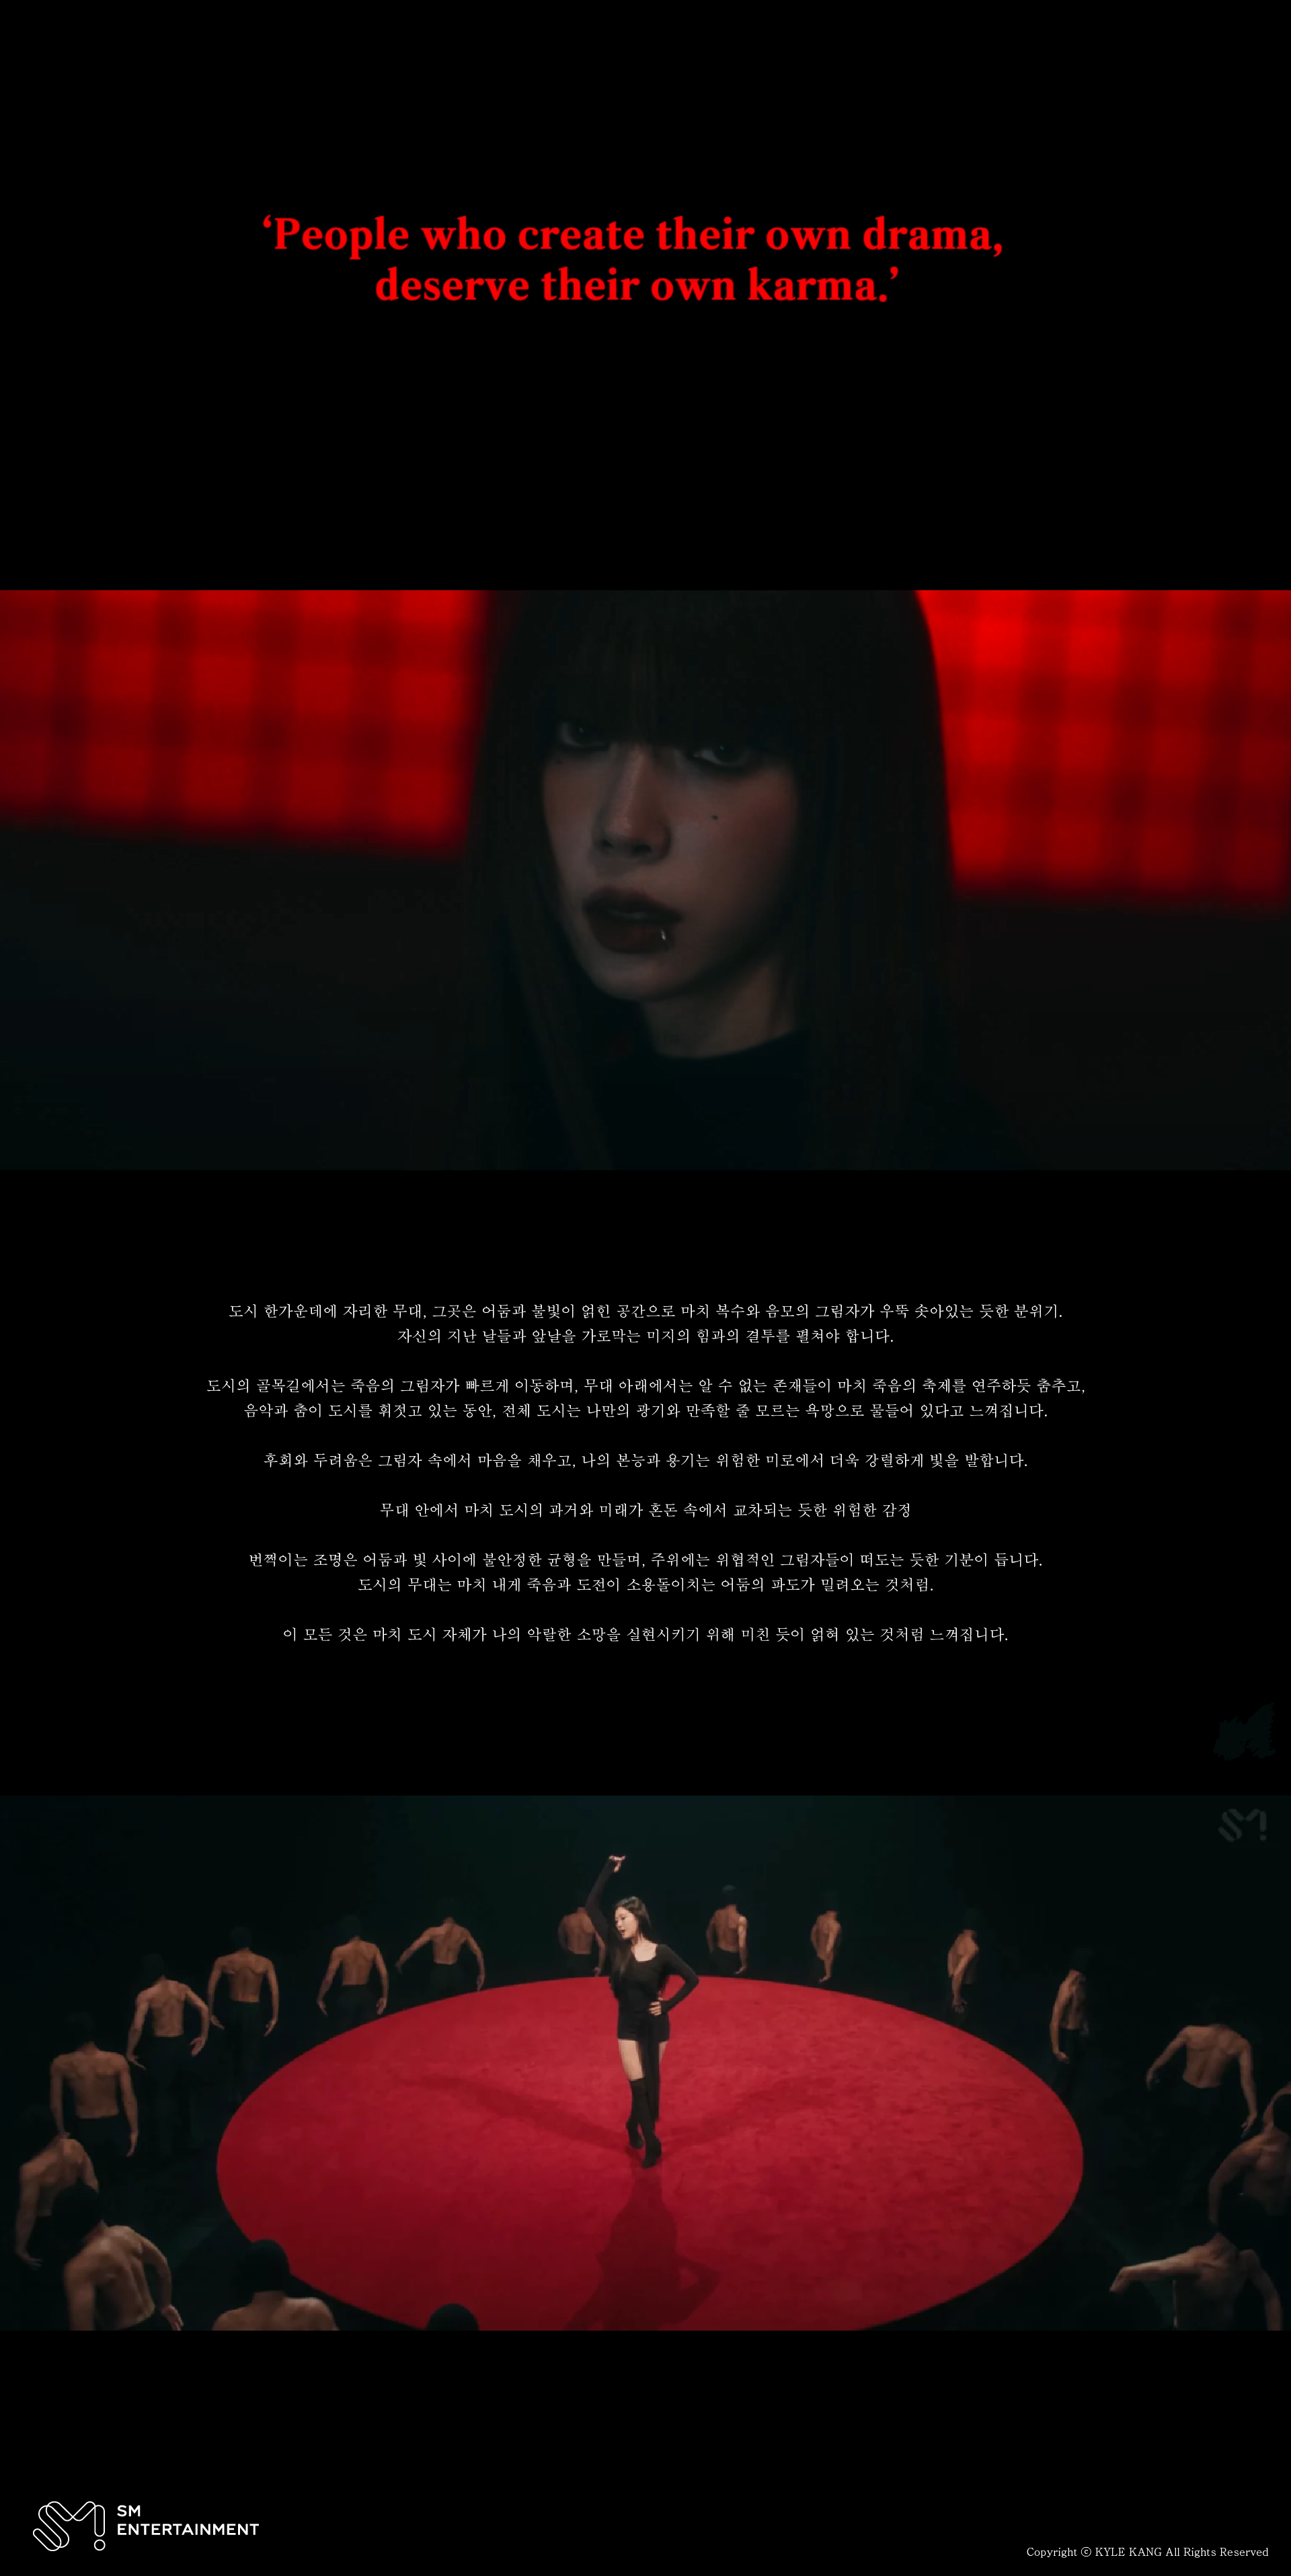 ‘People who create their own drama,
deserve their own karma.’
도시 한가운데에 자리한 무대, 그곳은 어둠과 불빛이 얽힌 공간으로 마치 복수와 음모의 그림자가 우뚝 솟아있는 듯한 분위기.
자신의 지난 날들과 앞날을 가로막는 미지의 힘과의 결투를 펼쳐야 합니다.
도시의 골목길에서는 죽음의 그림자가 빠르게 이동하며, 무대 아래에서는 알 수 없는 존재들이 마치 죽음의 축제를 연주하듯 춤추고,
음악과 춤이 도시를 휘젓고 있는 동안, 전체 도시는 나만의 광기와 만족할 줄 모르는 욕망으로 물들어 있다고 느껴집니다.
후회와 두려움은 그림자 속에서 마음을 채우고, 나의 본능과 용기는 위험한 미로에서 더욱 강렬하게 빛을 발합니다.
무대 안에서 마치 도시의 과거와 미래가 혼돈 속에서 교차되는 듯한 위험한 감정
번쩍이는 조명은 어둠과 빛 사이에 불안정한 균형을 만들며, 주위에는 위협적인 그림자들이 떠도는 듯한 기분이 듭니다.
도시의 무대는 마치 내게 죽음과 도전이 소용돌이치는 어둠의 파도가 밀려오는 것처럼.
이 모든 것은 마치 도시 자체가 나의 악랄한 소망을 실현시키기 위해 미친 듯이 얽혀 있는 것처럼 느껴집니다.
SM
SM
ENTERTAINMENT
Copyright ⓒ KYLE KANG All Rights Reserved